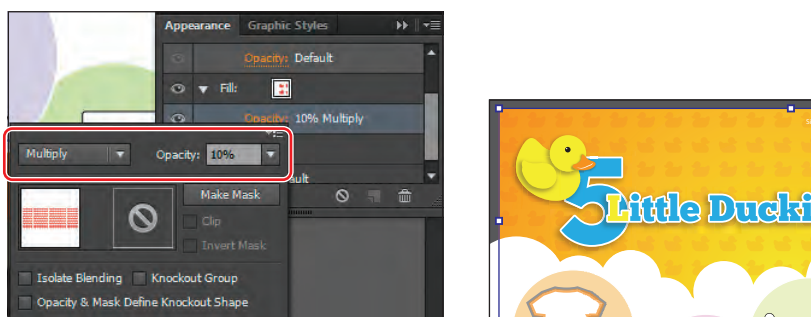 Appearance Graphic Styles
Opacity: Default
Fill:
Opacity: 10% Multiply
Multiply Opacity: 10%
Make Mask
Clip
Invert Mask
Isolate Blending Knockout Group
Opacity & Mask Define Knockout Shape
5 Little Ducki